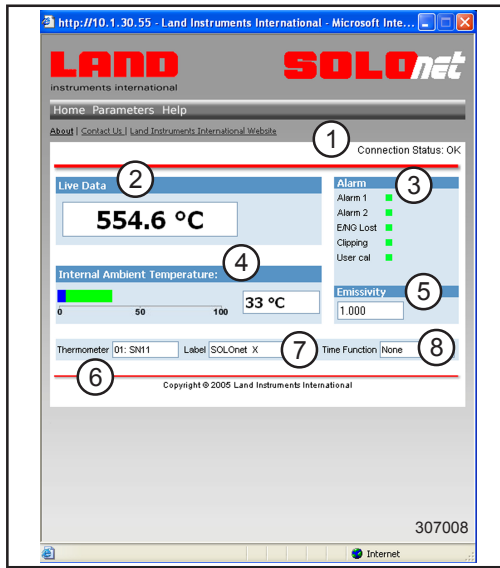 http://10.1.30.55 - Land Instruments International - Microsoft Inte...
LAND
instruments international
SOLOnet
Home Parameters Help
About | Contact Us | Land Instruments International Website
1
Connection Status: OK
Live Data
2
554.6 °C
Alarm
3
Alarm 1
Alarm 2
E/NG Lost
Clipping
User cal
Internal Ambient Temperature:
4
0 50 100
33 °C
Emissivity
5
1.000
Thermometer 01: SN11 Label SOLOnet X 7 Time Function None 8
6
Copyright © 2005 Land Instruments International
307008
Internet